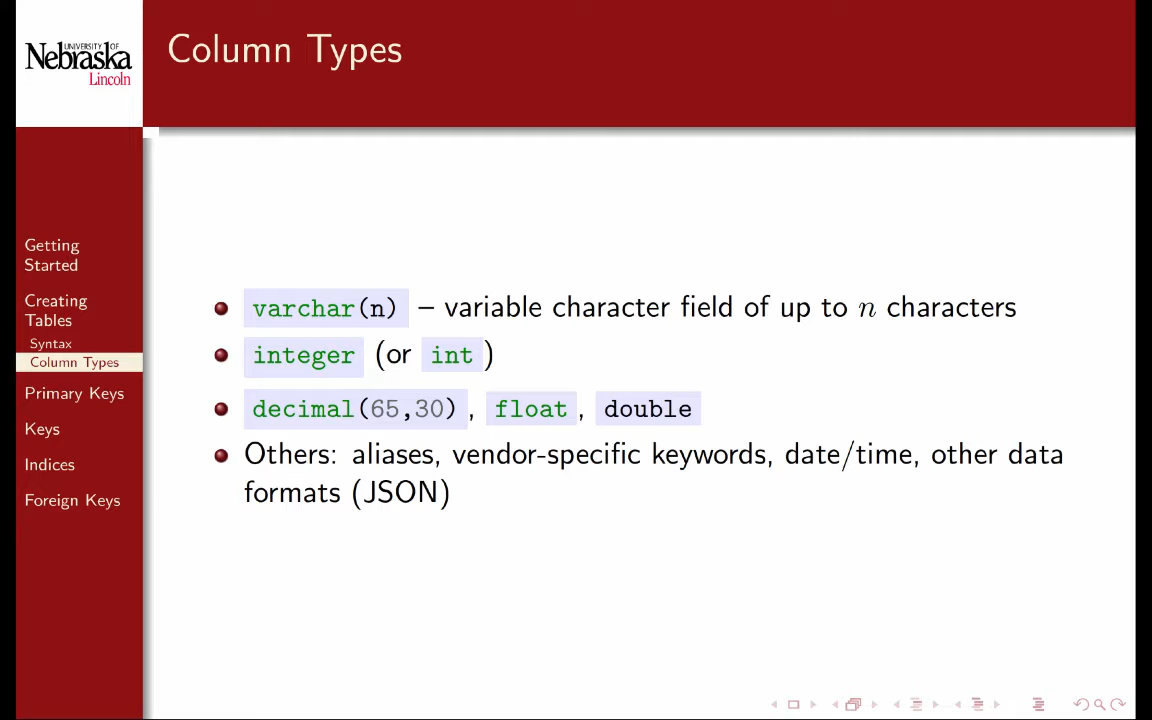 UNIVERSITY OF
Nebraska
Lincoln
Column Types
Getting
Started
Creating
Tables
Syntax
Column Types
Primary Keys
Keys
Indices
Foreign Keys
varchar(n) – variable character field of up to n characters
integer (or int)
decimal(65,30), float, double
Others: aliases, vendor-specific keywords, date/time, other data
formats (JSON)